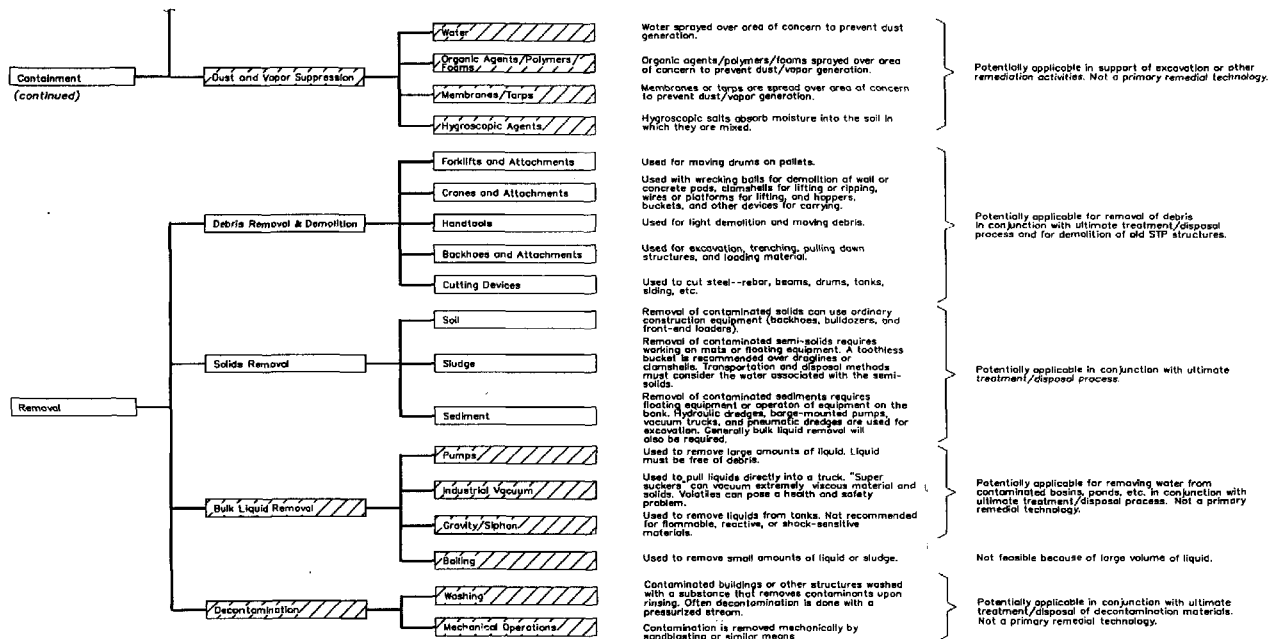 Containment
(continued)
Dust and Vapor Suppression
Water
Water sprayed over area of concern to prevent dust
generation.
Organic Agents/Polymers/
Foams
Organic agents/polymers/foams sprayed over area
of concern to prevent dust/vapor generation.
Membranes/Tarps
Membranes or tarps are spread over area of concern
to prevent dust/vapor generation.
Hygroscopic Agents
Hygroscopic salts absorb moisture into the soil in
which they are mixed.
Potentially applicable in support of excavation or other
remediation activities. Not a primary remedial technology.
Removal
Debris Removal & Demolition
Forklifts and Attachments
Used for moving drums on pallets.
Cranes and Attachments
Used with wrecking balls for demolition of wall or
concrete pads, clamshells for lifting or ripping,
wires or platforms for lifting, and hoppers,
buckets, and other devices for carrying.
Handtools
Used for light demolition and moving debris.
Backhoes and Attachments
Used for excavation, trenching, pulling down
structures, and loading material.
Cutting Devices
Used to cut steel--rebar, beams, drums, tanks,
siding, etc.
Potentially applicable for removal of debris
in conjunction with ultimate treatment/disposal
process and for demolition of old STP structures.
Solids Removal
Soil
Removal of contaminated solids can use ordinary
construction equipment (backhoes, bulldozers, and
front-end loaders).
Sludge
Removal of contaminated semi-solids requires
working on mats or floating equipment. A toothless
bucket is recommended over draglines or
clamshells. Transportation and disposal methods
must consider the water associated with the semi-
solids.
Sediment
Removal of contaminated sediments requires
floating equipment or operaton of equipment on the
bank. Hydraulic dredges, barge-mounted pumps,
vacuum trucks, and pneumatic dredges are used for
excavation. Generally bulk liquid removal will
also be required.
Potentially applicable in conjunction with ultimate
treatment/disposal process.
Bulk Liquid Removal
Pumps
Used to remove large amounts of liquid. Liquid
must be free of debris.
Industrial Vacuum
Used to pull liquids directly into a truck. "Super
suckers" can vacuum extremely viscous material and
solids. Volatiles can pose a health and safety
problem.
Gravity/Siphon
Used to remove liquids from tanks. Not recommended
for flammable, reactive, or shock-sensitive
materials.
Potentially applicable for removing water from
contaminated basins, ponds, etc. in conjunction with
ultimate treatment/disposal process. Not a primary
remedial technology.
Bailing
Used to remove small amounts of liquid or sludge.
Not feasible because of large volume of liquid.
Decontamination
Washing
Contaminated buildings or other structures washed
with a substance that removes contaminants upon
rinsing. Often decontamination is done with a
pressurized stream.
Mechanical Operations
Contamination is removed mechanically by
sandblasting or similar means
Potentially applicable in conjunction with ultimate
treatment/disposal of decontamination materials.
Not a primary remedial technology.